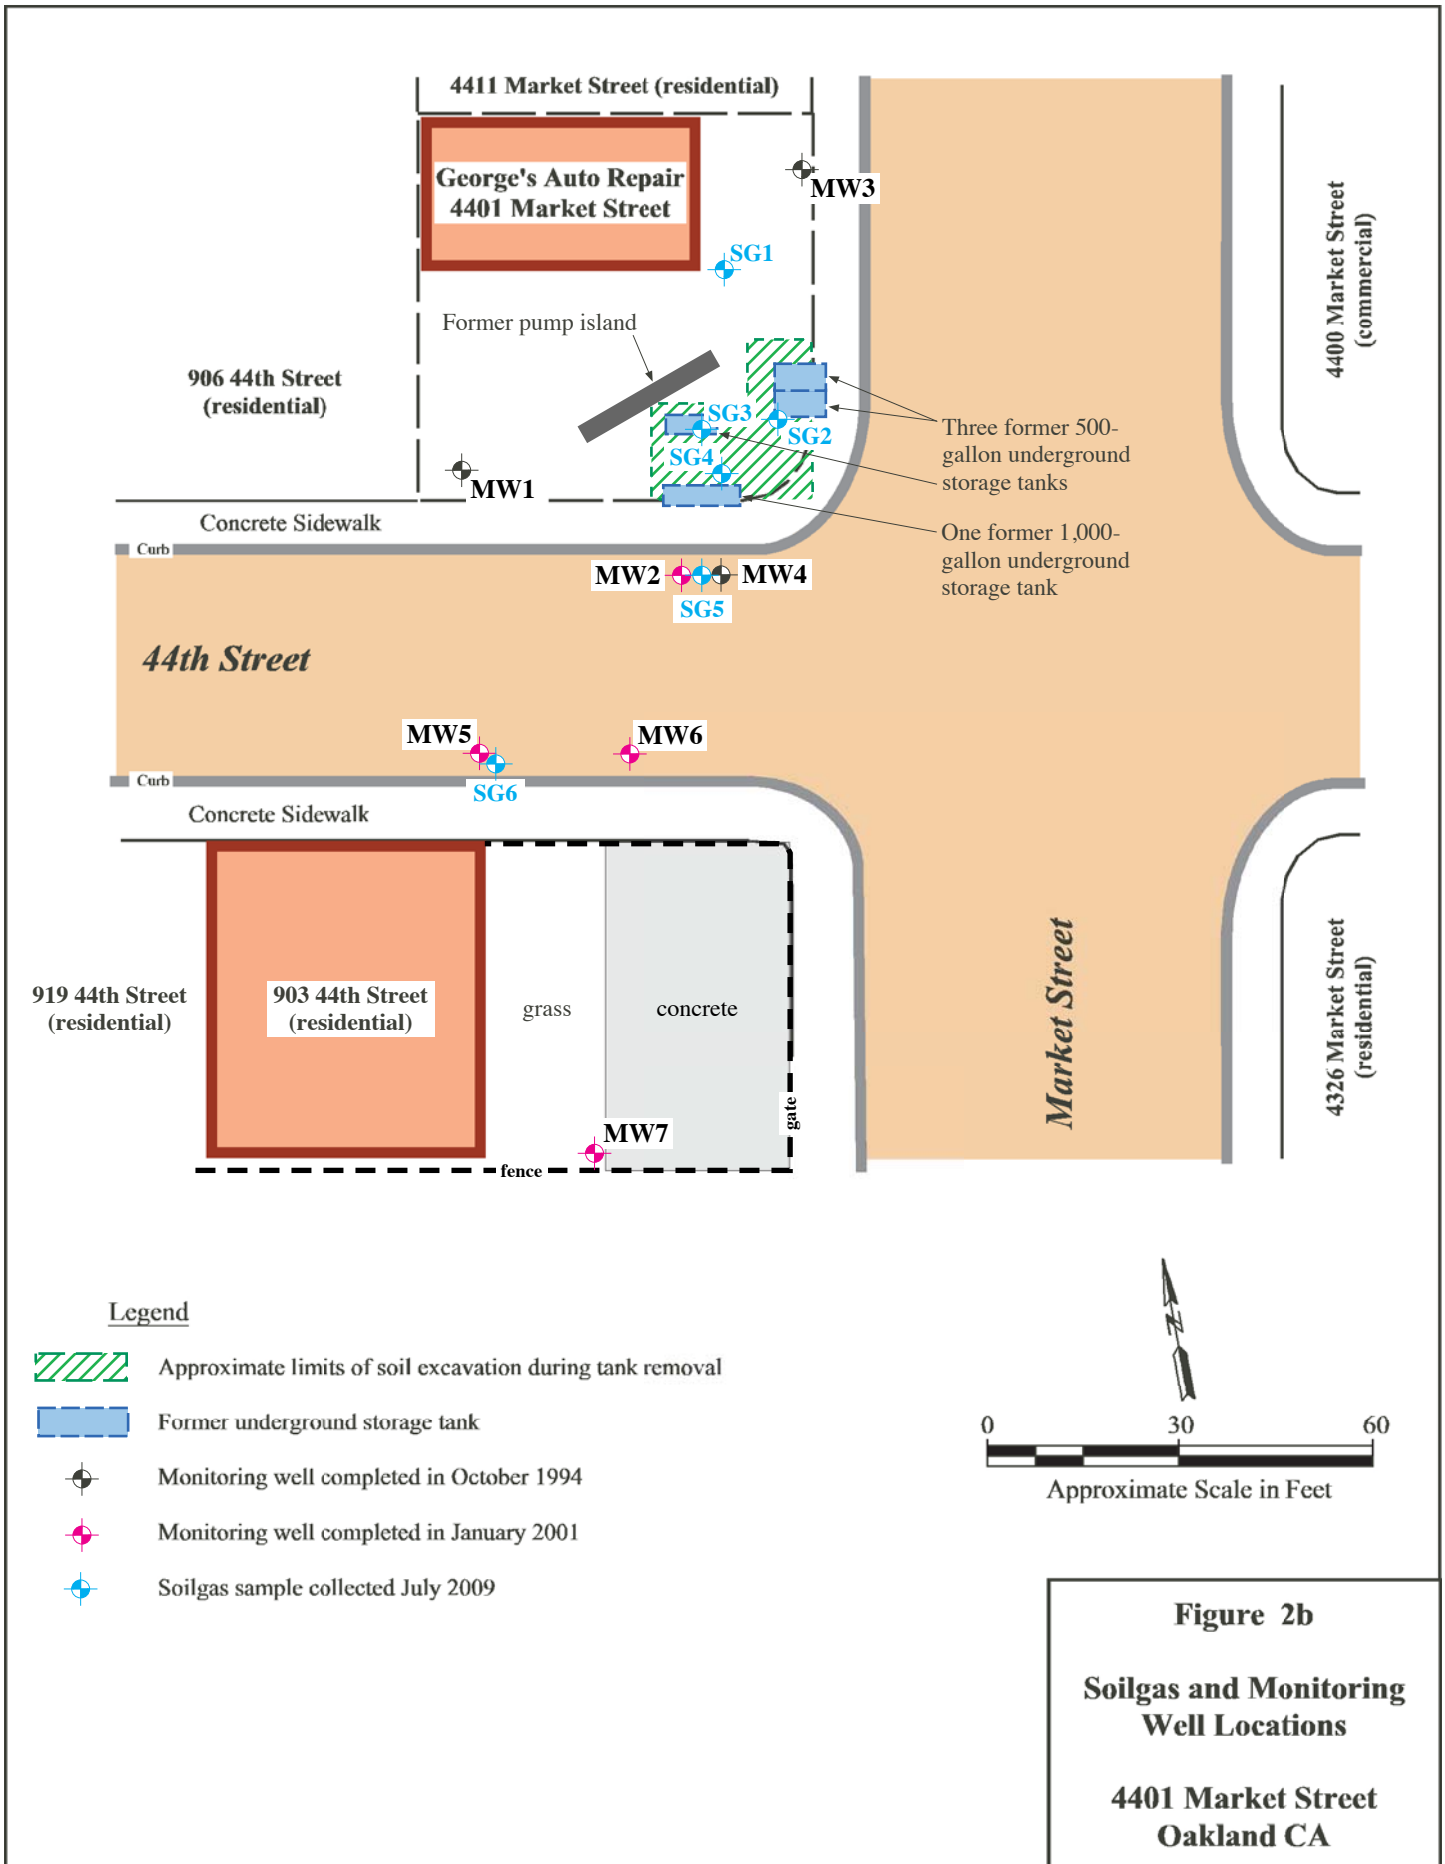 4411 Market Street (residential)
George's Auto Repair
4401 Market Street
MW3
SG1
Former pump island
906 44th Street
(residential)
4400 Market Street
(commercial)
SG3
SG2
SG4
Three former 500-
gallon underground
storage tanks
MW1
Concrete Sidewalk
One former 1,000-
gallon underground
storage tank
Curb
MW2
MW4
SG5
44th Street
MW5
MW6
Curb
SG6
Concrete Sidewalk
919 44th Street
(residential)
903 44th Street
(residential)
grass
concrete
Market Street
4326 Market Street
(residential)
gate
MW7
fence
N
Legend
Approximate limits of soil excavation during tank removal
Former underground storage tank
Monitoring well completed in October 1994
Monitoring well completed in January 2001
Soilgas sample collected July 2009
0 30 60
Approximate Scale in Feet
Figure 2b
Soilgas and Monitoring
Well Locations
4401 Market Street
Oakland CA